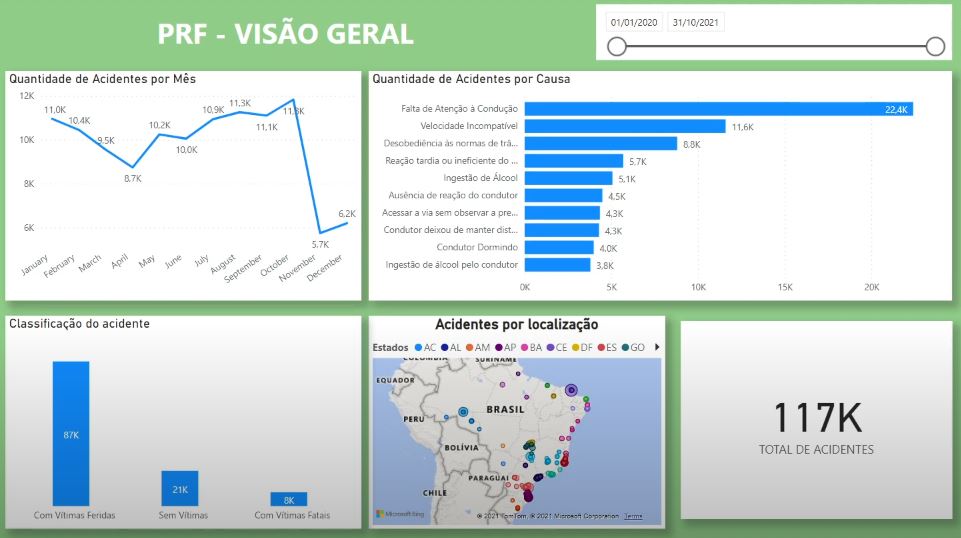 PRF - VISÃO GERAL
01/01/2020 31/10/2021
Quantidade de Acidentes por Mês
12K
10K
8K
6K
11,0K
10,4K
9,5K
8.7K
10.2K
10,0K
10,9K
11.3K
11,1K
11,8K
5.7K
6.2K
January
February
March
April
May
June
July
August
September
October
November
December
Quantidade de Acidentes por Causa
Falta de Atenção à Condução 22,4K
Velocidade Incompatível 11,6K
Desobediência às normas de trâ... 8.8K
Reação tardia ou ineficiente do ... 5,7K
Ingestão de Álcool 5,1K
Ausência de reação do condutor 4,5K
Acessar a via sem observar a pre... 4,3K
Condutor deixou de manter dist... 4,3K
Condutor Dormindo 4.0K
Ingestão de álcool pelo condutor 3,8K
0K 5K 10K 15K 20K
Classificação do acidente
87K
21K
8K
Com Vítimas Feridas Sem Vítimas Com Vítimas Fatais
Acidentes por localização
Estados AC AL AM AP BA CE DF ES GO
COLÔMBIA SURINAME
EQUADOR
BRASIL
PERU
BOLÍVIA
PARAGUAI
CHILE
Microsoft Bing
© 2021 TomTom, © 2021 Microsoft Corporation Terms
117K
TOTAL DE ACIDENTES